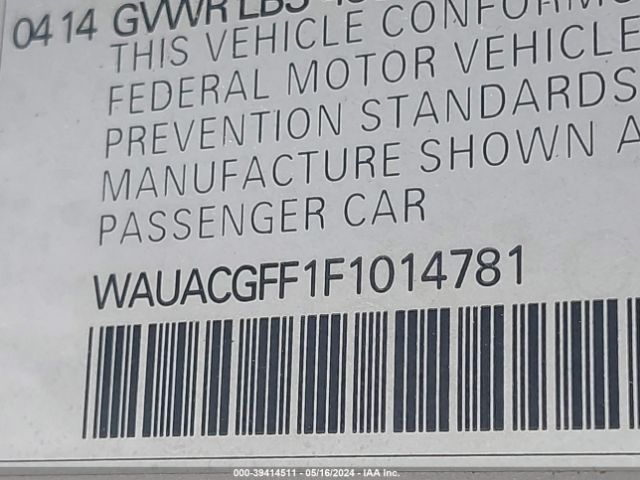 04 14 GVWR LBS
THIS VEHICLE
FEDERAL MOTOR VEHICLE
PREVENTION STANDARDS
MANUFACTURE SHOWN
PASSENGER CAR
WAUACGFF1F1014781
000-39414511 - 05/16/2024 - IAA Inc.